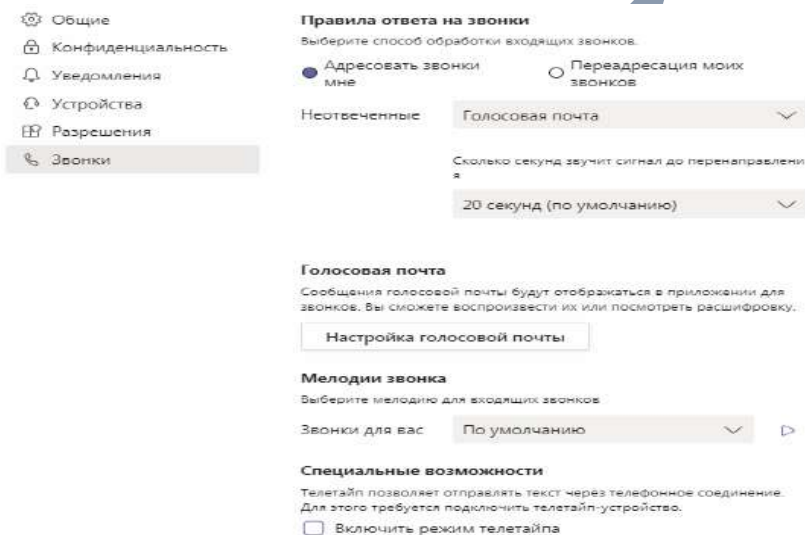 Общие
Конфиденциальность
Уведомления
Устройства
Разрешения
Звонки
Правила ответа на звонки
Выберите способ обработки входящих звонков.
Адресовать звонки
мне
Переадресация моих
звонков
Неотвеченные
Голосовая почта
Сколько секунд звучит сигнал до перенаправлени
я
20 секунд (по умолчанию)
Голосовая почта
Сообщения голосовой почты будут отображаться в приложении для
звонков. Вы сможете воспроизвести их или посмотреть расшифровку.
Настройка голосовой почты
Мелодии звонка
Выберите мелодию для входящих звонков
Звонки для вас
По умолчанию
Специальные возможности
Телетайп позволяет отправлять текст через телефонное соединение.
Для этого требуется подключить телетайп-устройство.
Включить режим телетайпа